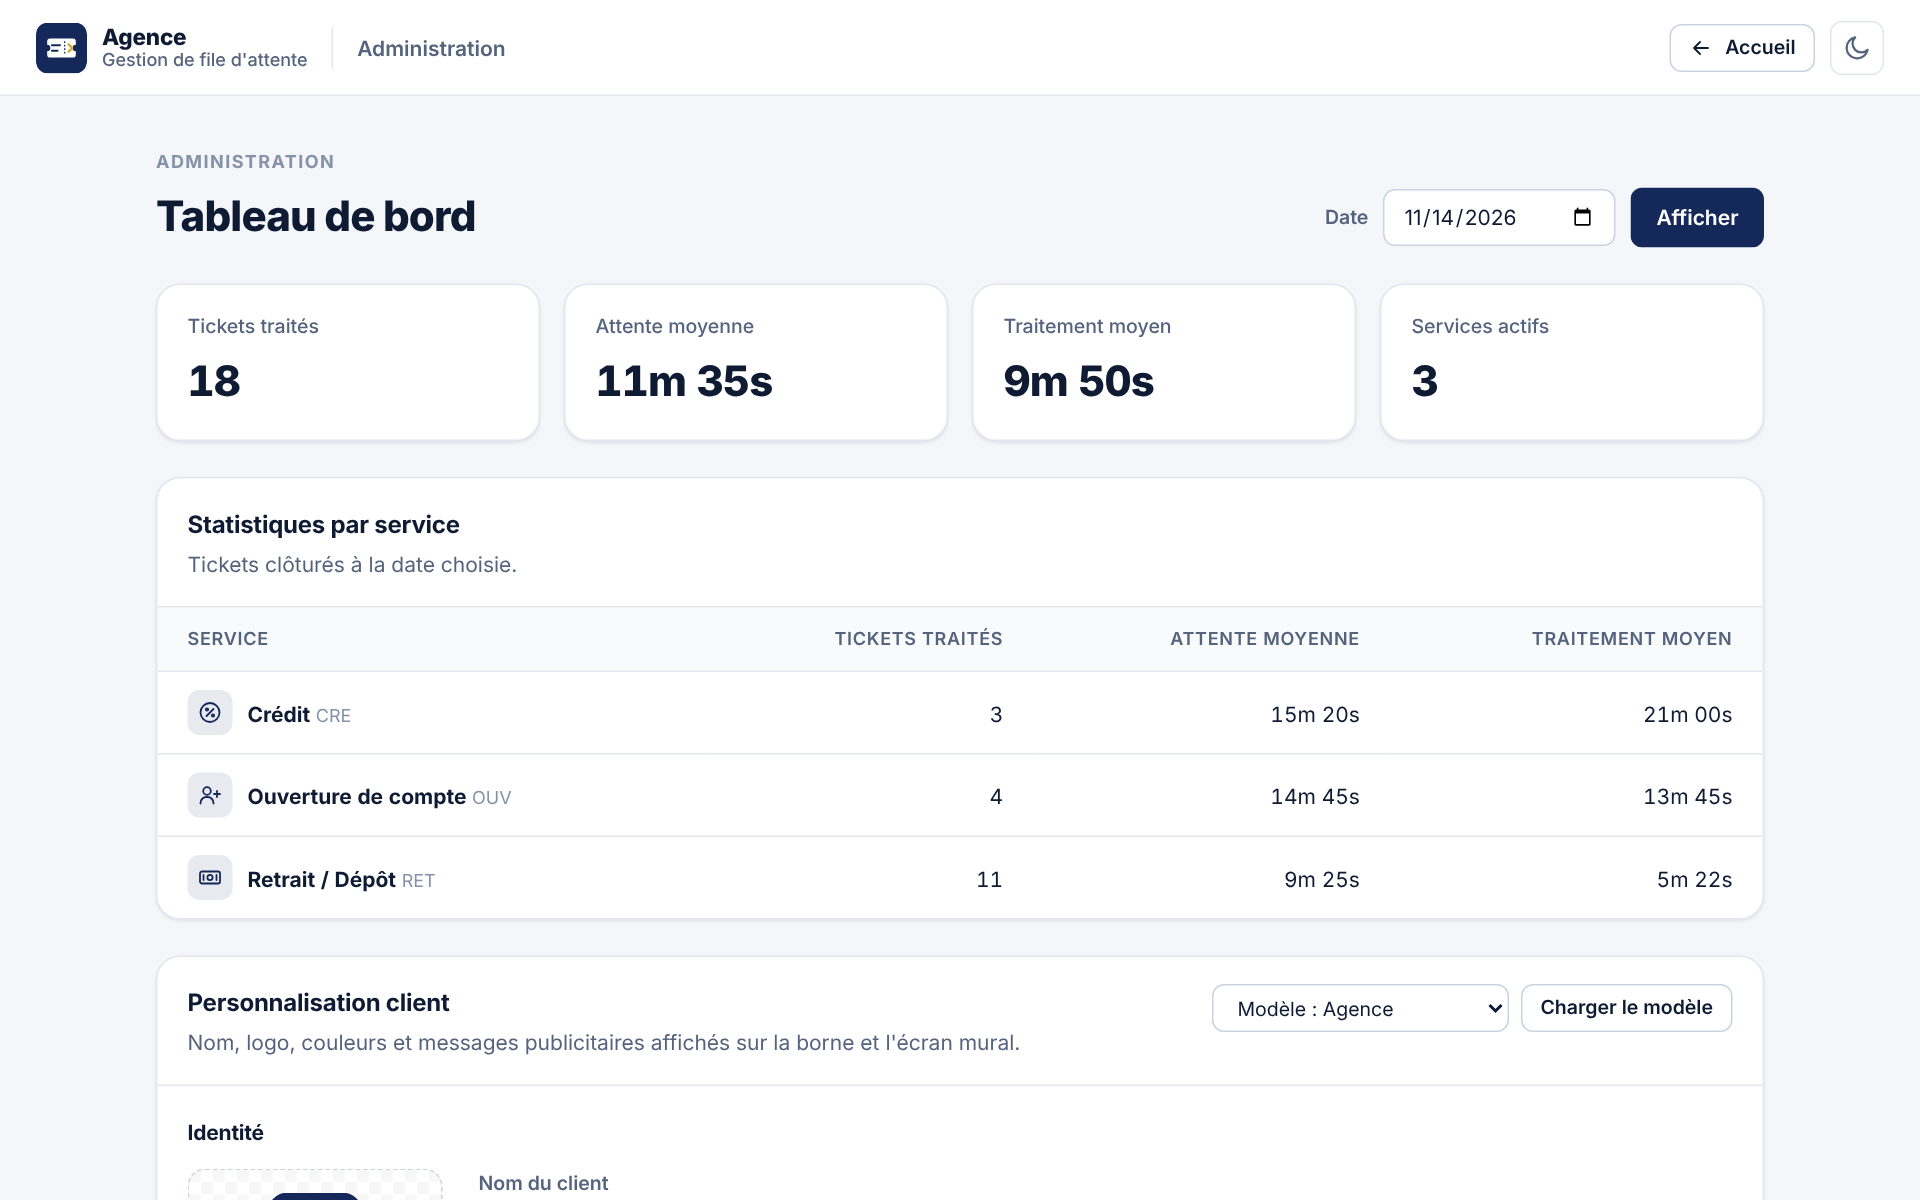 Agence
Gestion de file d'attente
Administration
Accueil
ADMINISTRATION
Tableau de bord
Date
11/14/2026
Afficher
Tickets traités
18
Attente moyenne
11m 35s
Traitement moyen
9m 50s
Services actifs
3
Statistiques par service
Tickets clôturés à la date choisie.
SERVICE TICKETS TRAITÉS ATTENTE MOYENNE TRAITEMENT MOYEN
Crédit CRE 3 15m 20s 21m 00s
Ouverture de compte OUV 4 14m 45s 13m 45s
Retrait / Dépôt RET 11 9m 25s 5m 22s
Personnalisation client
Nom, logo, couleurs et messages publicitaires affichés sur la borne et l'écran mural.
Modèle : Agence
Charger le modèle
Identité
Nom du client